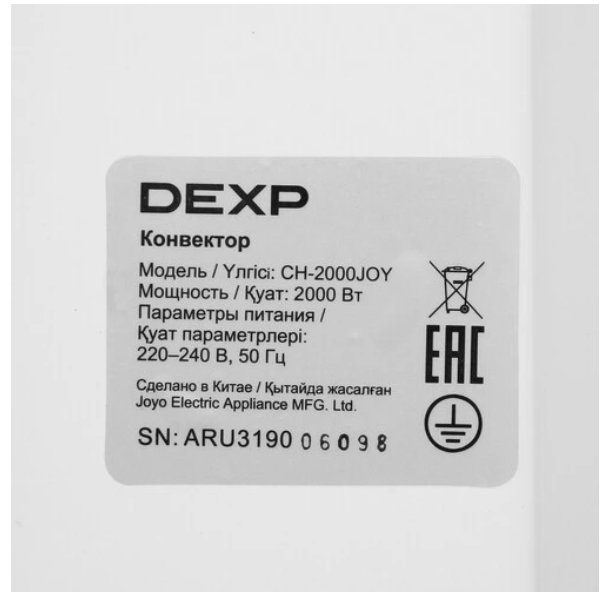 DEXP
Конвектор
Модель / Үлгісі: CH-2000JOY
Мощность / Қуат: 2000 Вт
Параметры питания /
Қуат параметрлері:
220–240 В, 50 Гц
Сделано в Китае / Қытайда жасалған
Joyo Electric Appliance MFG. Ltd.
SN: ARU3190 06098
EAC